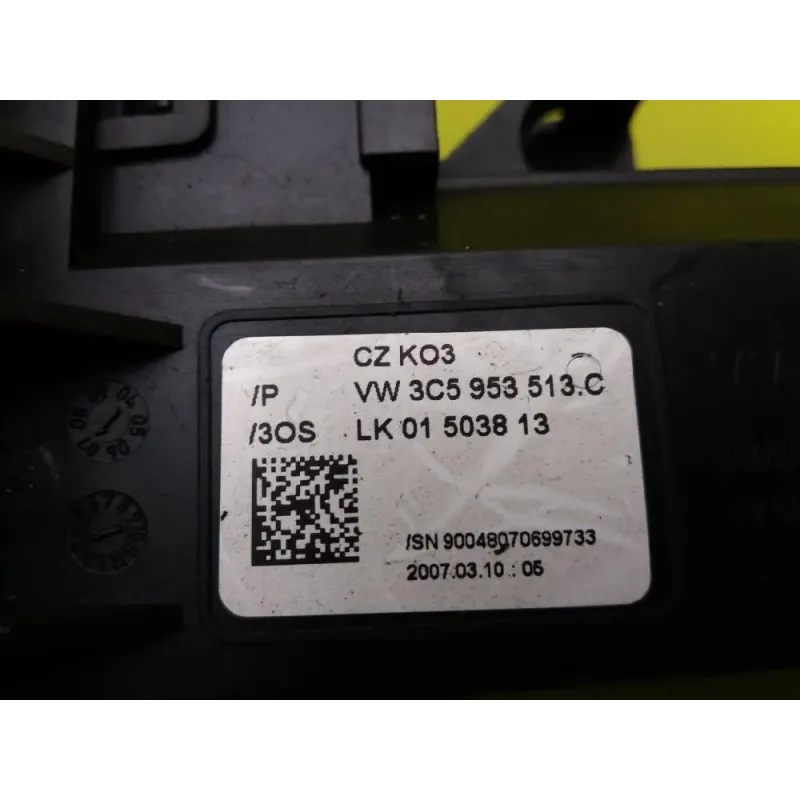 CZ KO3
/P VW 3C5 953 513.C
/3OS LK 01 5038 13
/SN 90048070699733
2007.03.10 : 05